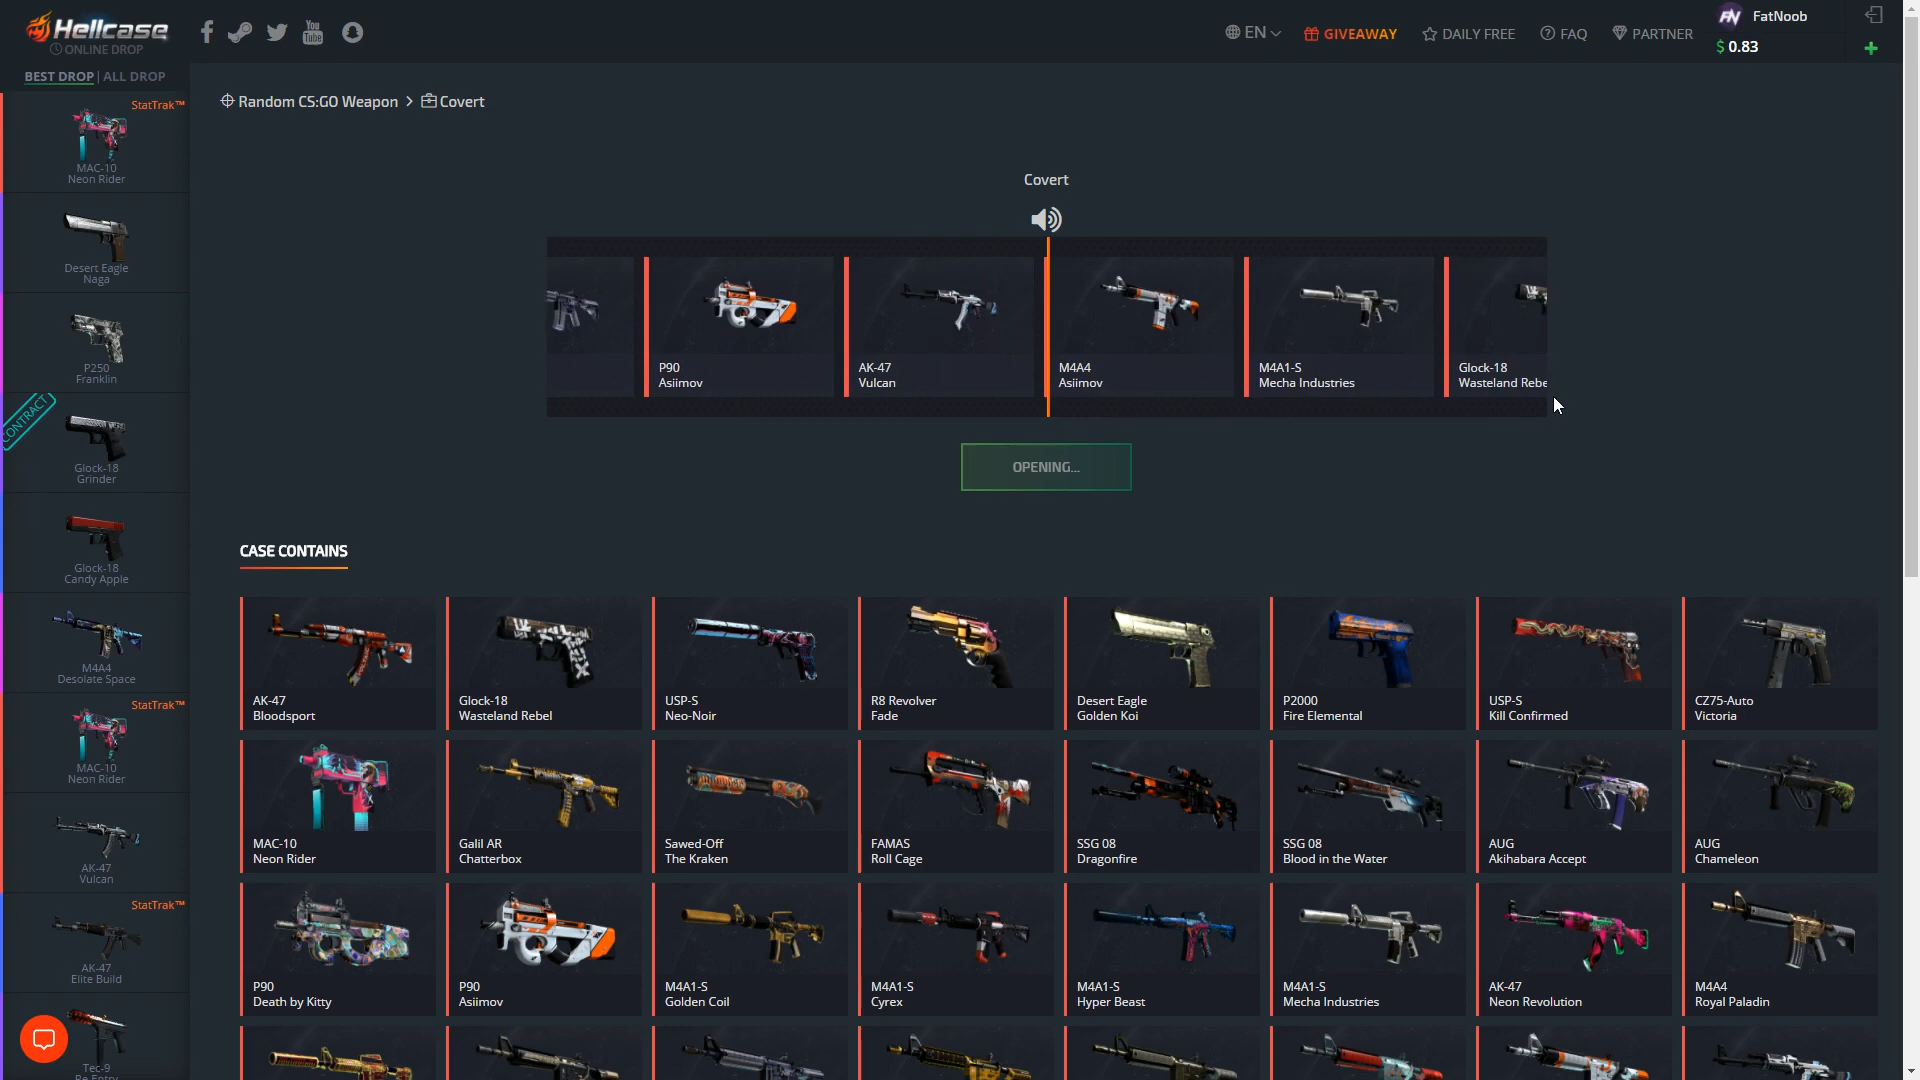 Hellcase
ONLINE DROP
You
Tube
EN
GIVEAWAY
DAILY FREE
FAQ
PARTNER
FN
FatNoob
$ 0.83
BEST DROP | ALL DROP
StatTrak™
MAC-10
Neon Rider
Desert Eagle
Naga
P250
Franklin
CONTRACT
Glock-18
Grinder
Glock-18
Candy Apple
M4A4
Desolate Space
StatTrak™
MAC-10
Neon Rider
AK-47
Vulcan
StatTrak™
AK-47
Elite Build
Tec-9
Re-Entry
Random CS:GO Weapon > Covert
Covert
P90
Asiimov
AK-47
Vulcan
M4A4
Asiimov
M4A1-S
Mecha Industries
Glock-18
Wasteland Rebe
OPENING...
CASE CONTAINS
AK-47
Bloodsport
Glock-18
Wasteland Rebel
USP-S
Neo-Noir
R8 Revolver
Fade
Desert Eagle
Golden Koi
P2000
Fire Elemental
USP-S
Kill Confirmed
CZ75-Auto
Victoria
MAC-10
Neon Rider
Galil AR
Chatterbox
Sawed-Off
The Kraken
FAMAS
Roll Cage
SSG 08
Dragonfire
SSG 08
Blood in the Water
AUG
Akihabara Accept
AUG
Chameleon
P90
Death by Kitty
P90
Asiimov
M4A1-S
Golden Coil
M4A1-S
Cyrex
M4A1-S
Hyper Beast
M4A1-S
Mecha Industries
AK-47
Neon Revolution
M4A4
Royal Paladin